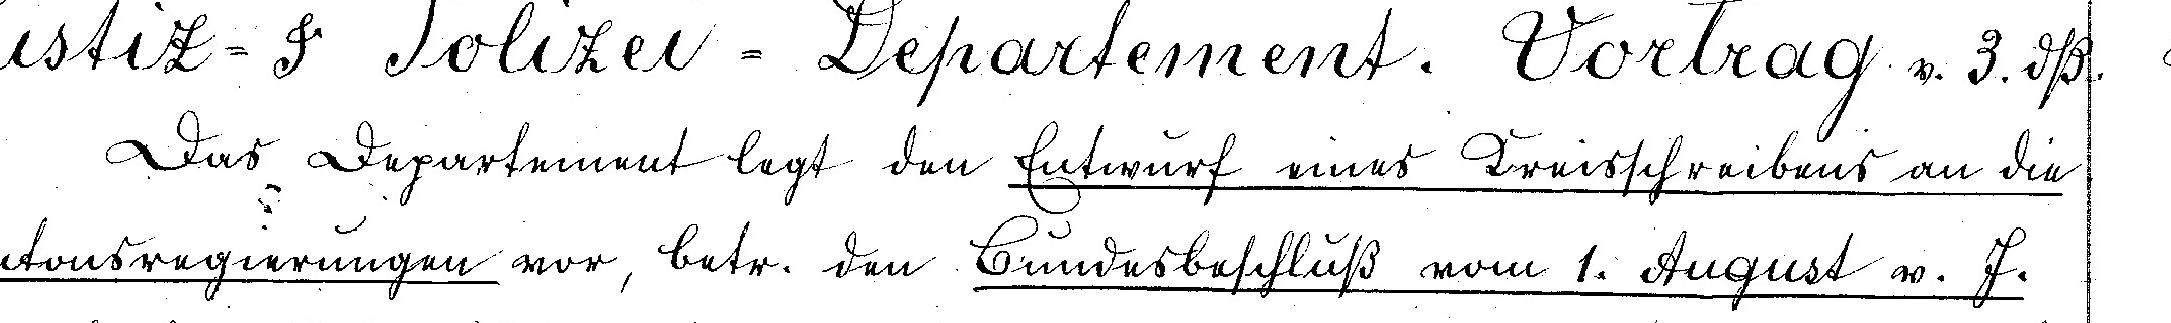 ustiz- & Polizei-Departement. Vortrag v. 3. dß.
Das Departement legt den Entwurf eines Kreisschreibens an die
ntonsregierungen vor, betr. den Bundesbeschluß vom 1. August v. J.